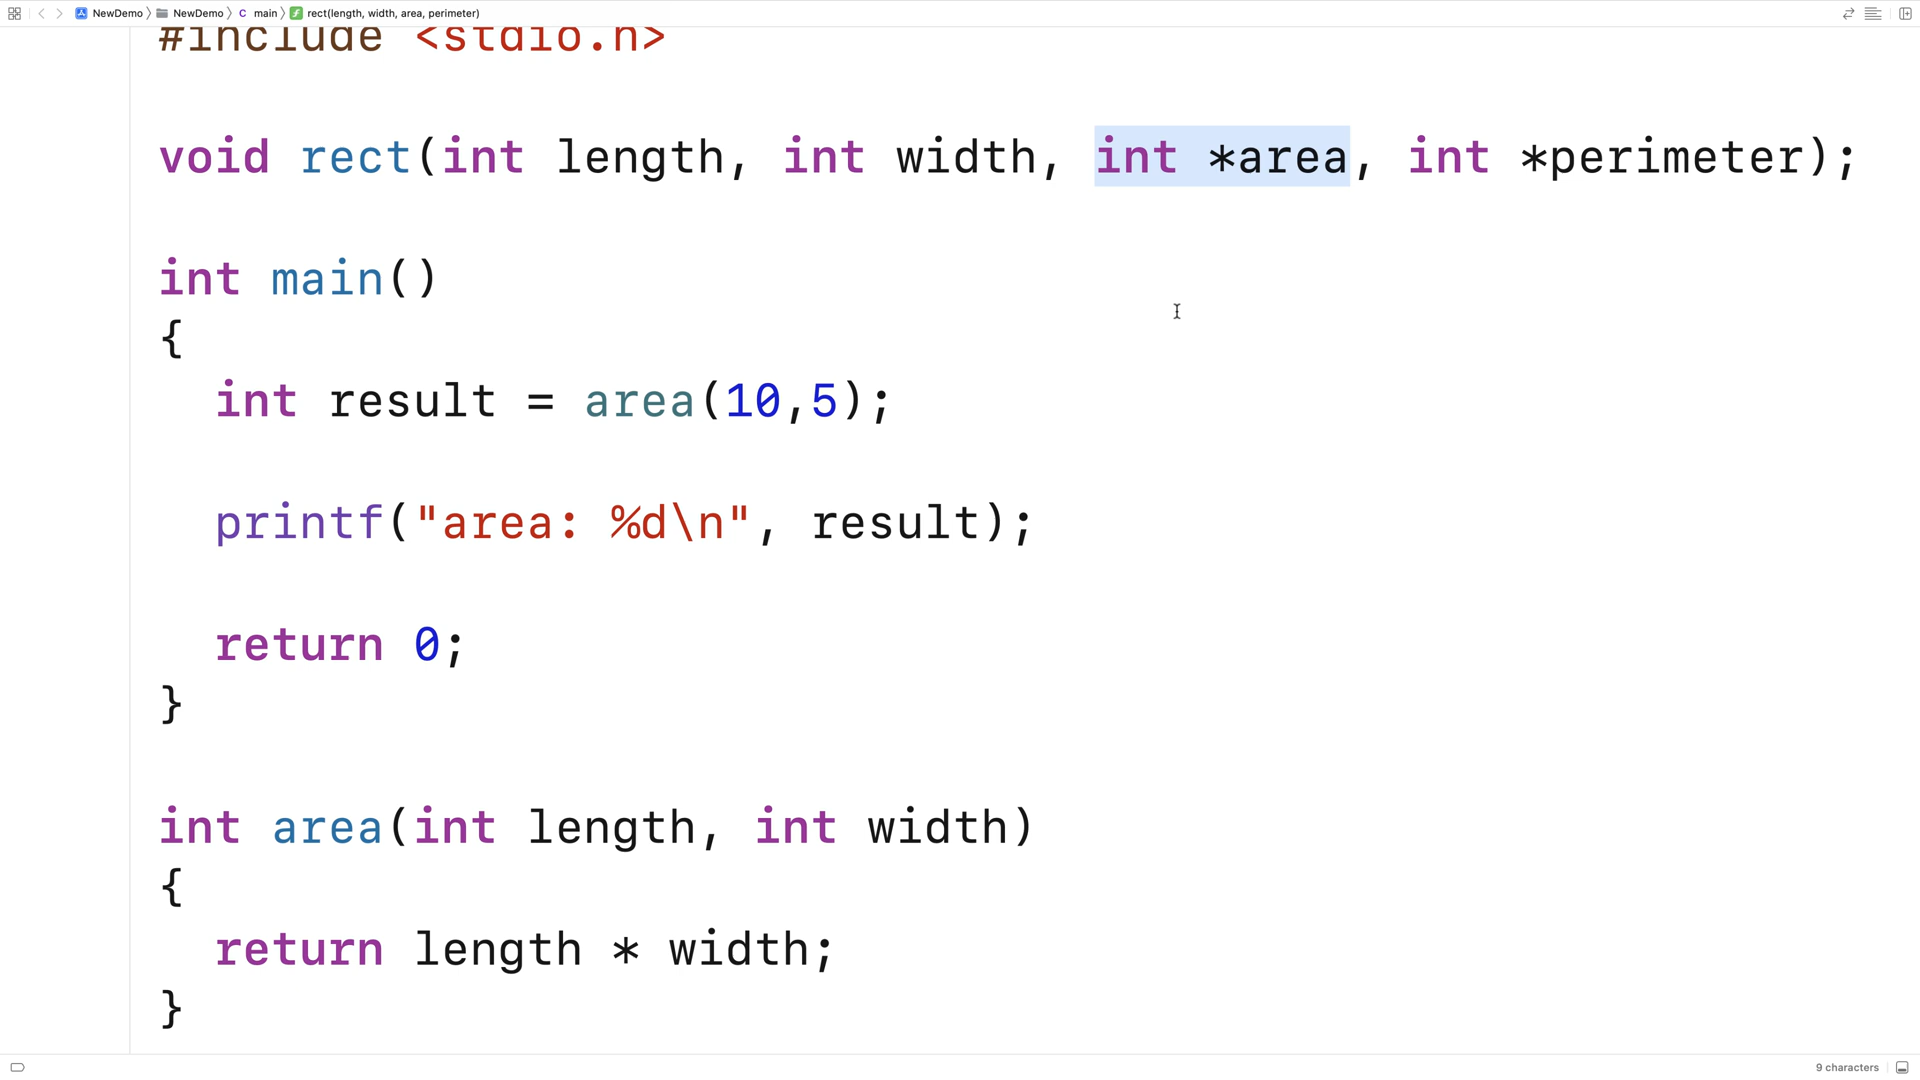 NewDemo NewDemo C main f rect(length, width, area, perimeter)
#include <stdio.h>
void rect(int length, int width, int *area, int *perimeter);
int main()
{
int result = area(10,5);
printf("area: %d\n", result);
return 0;
}
int area(int length, int width)
{
return length * width;
}
9 characters